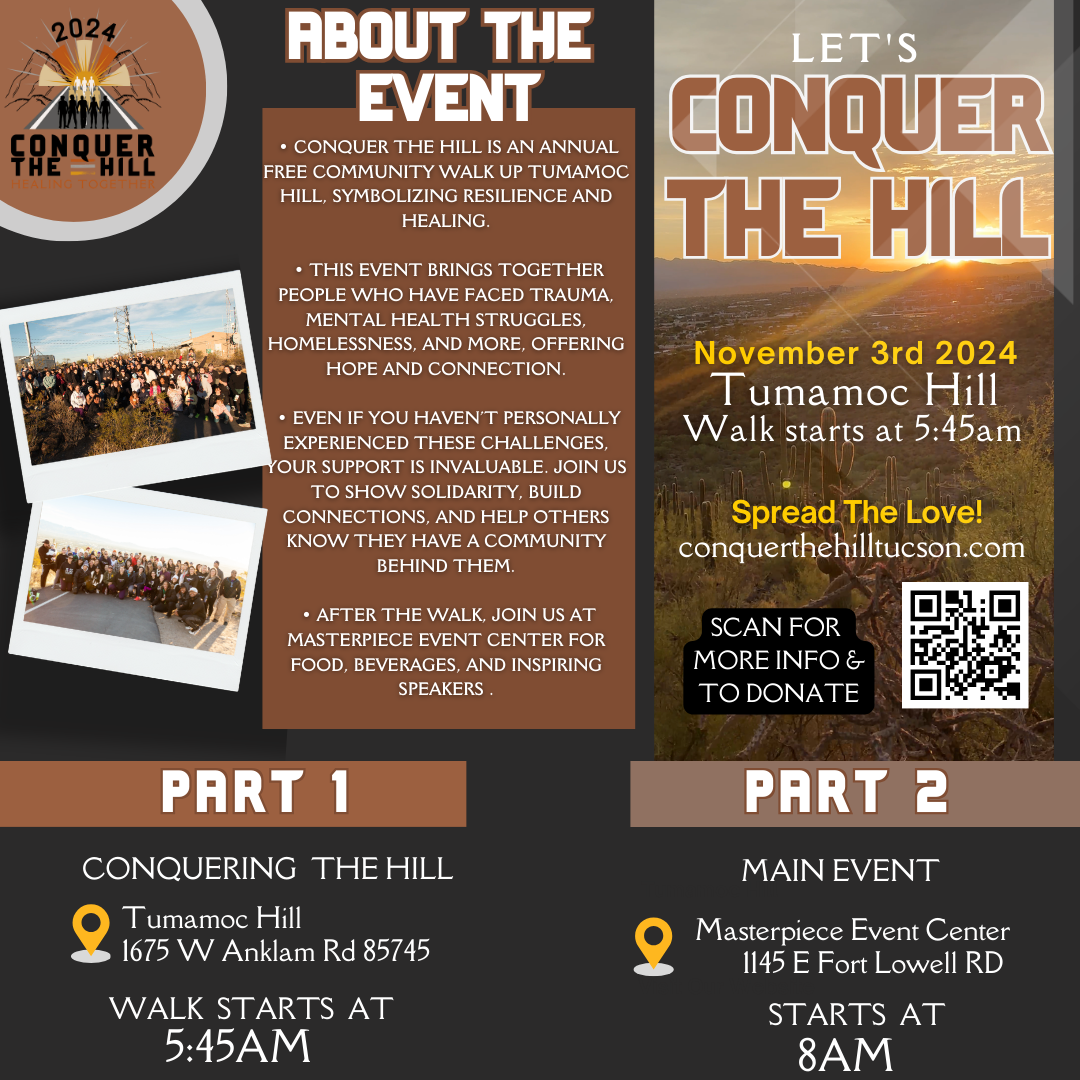 2024
CONQUER
THE HILL
HEALING TOGETHER
ABOUT THE
EVENT
• CONQUER THE HILL IS AN ANNUAL
FREE COMMUNITY WALK UP TUMAMOC
HILL, SYMBOLIZING RESILIENCE AND
HEALING.
• THIS EVENT BRINGS TOGETHER
PEOPLE WHO HAVE FACED TRAUMA,
MENTAL HEALTH STRUGGLES,
HOMELESSNESS, AND MORE, OFFERING
HOPE AND CONNECTION.
• EVEN IF YOU HAVEN'T PERSONALLY
EXPERIENCED THESE CHALLENGES,
YOUR SUPPORT IS INVALUABLE. JOIN US
TO SHOW SOLIDARITY, BUILD
CONNECTIONS, AND HELP OTHERS
KNOW THEY HAVE A COMMUNITY
BEHIND THEM.
• AFTER THE WALK, JOIN US AT
MASTERPIECE EVENT CENTER FOR
FOOD, BEVERAGES, AND INSPIRING
SPEAKERS .
LET'S
CONQUER
THE HILL
November 3rd 2024
Tumamoc Hill
Walk starts at 5:45am
Spread The Love!
conquerthehilltucson.com
SCAN FOR
MORE INFO &
TO DONATE
PART 1
CONQUERING THE HILL
Tumamoc Hill
1675 W Anklam Rd 85745
WALK STARTS AT
5:45AM
PART 2
MAIN EVENT
Masterpiece Event Center
1145 E Fort Lowell RD
STARTS AT
8AM